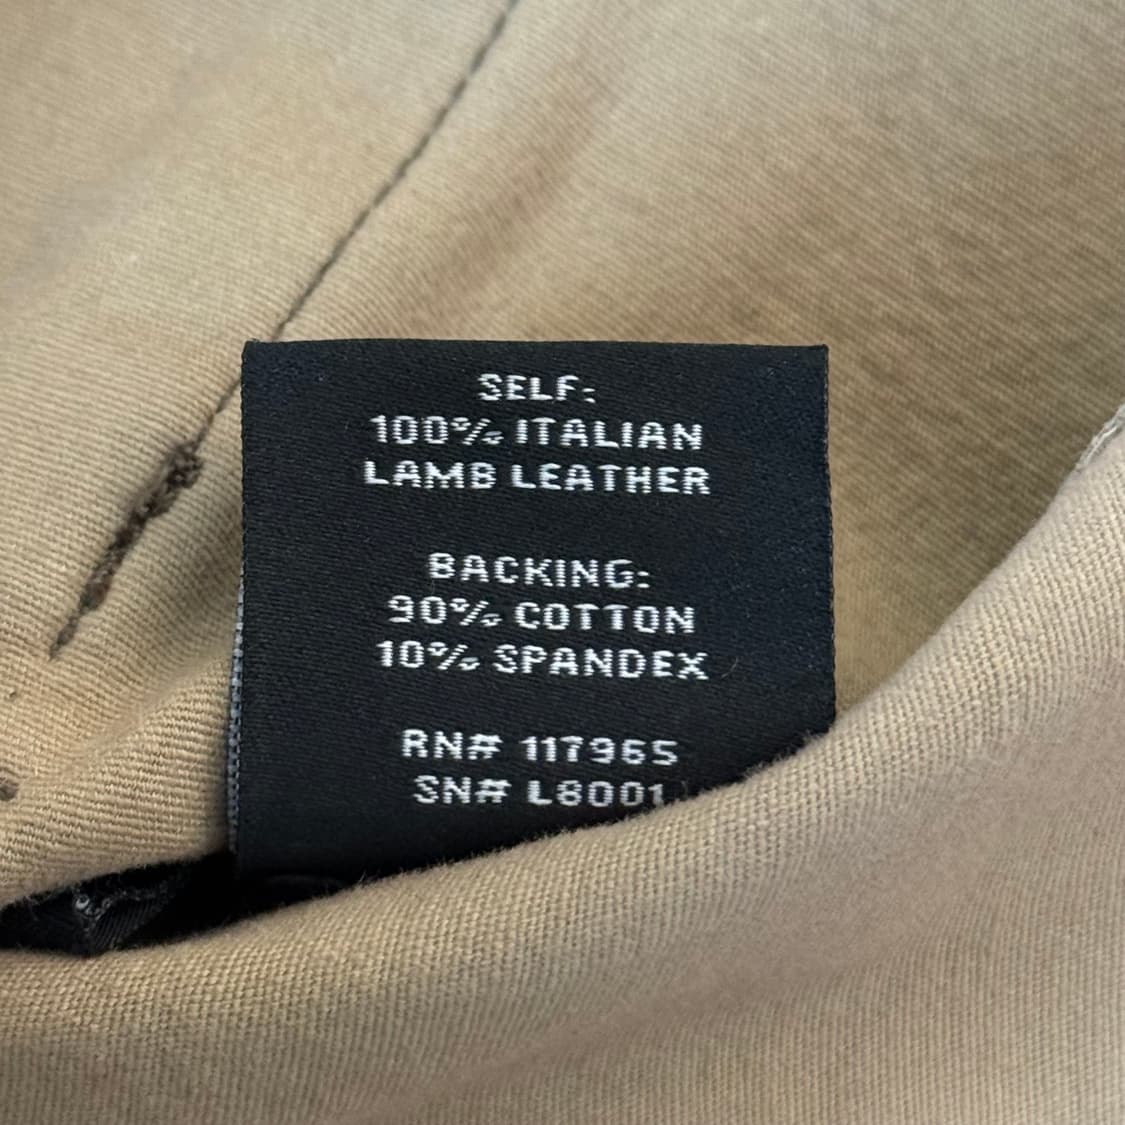 SELF:
100% ITALIAN
LAMB LEATHER
BACKING:
90% COTTON
10% SPANDEX
RN# 117965
SN# L8001